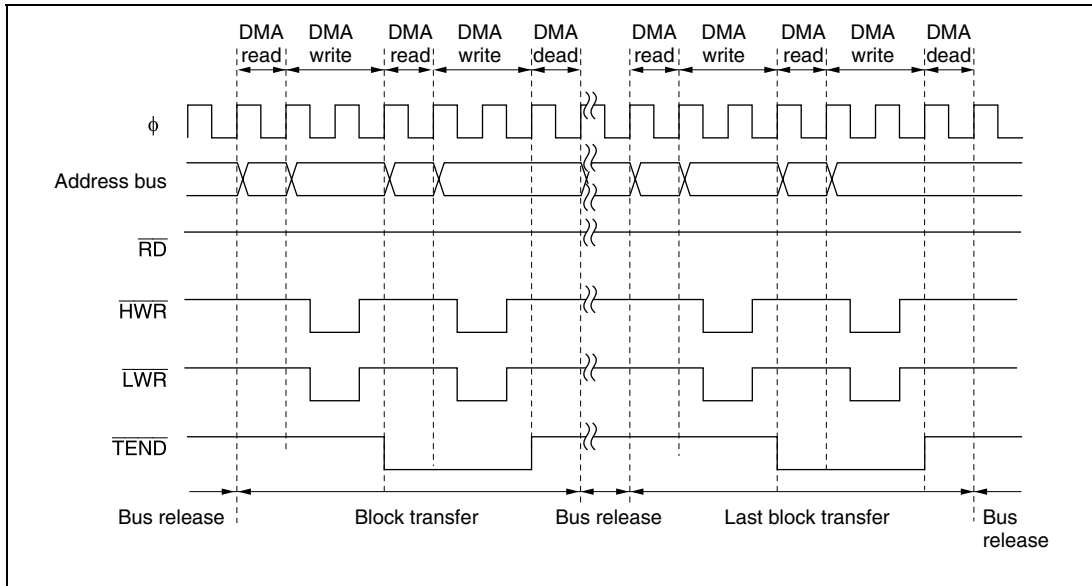 DMA DMA DMA DMA DMA DMA DMA DMA DMA DMA
read write read write dead read write read write dead
ϕ
Address bus
RD
HWR
LWR
TEND
Bus release Block transfer Bus release Last block transfer Bus
release